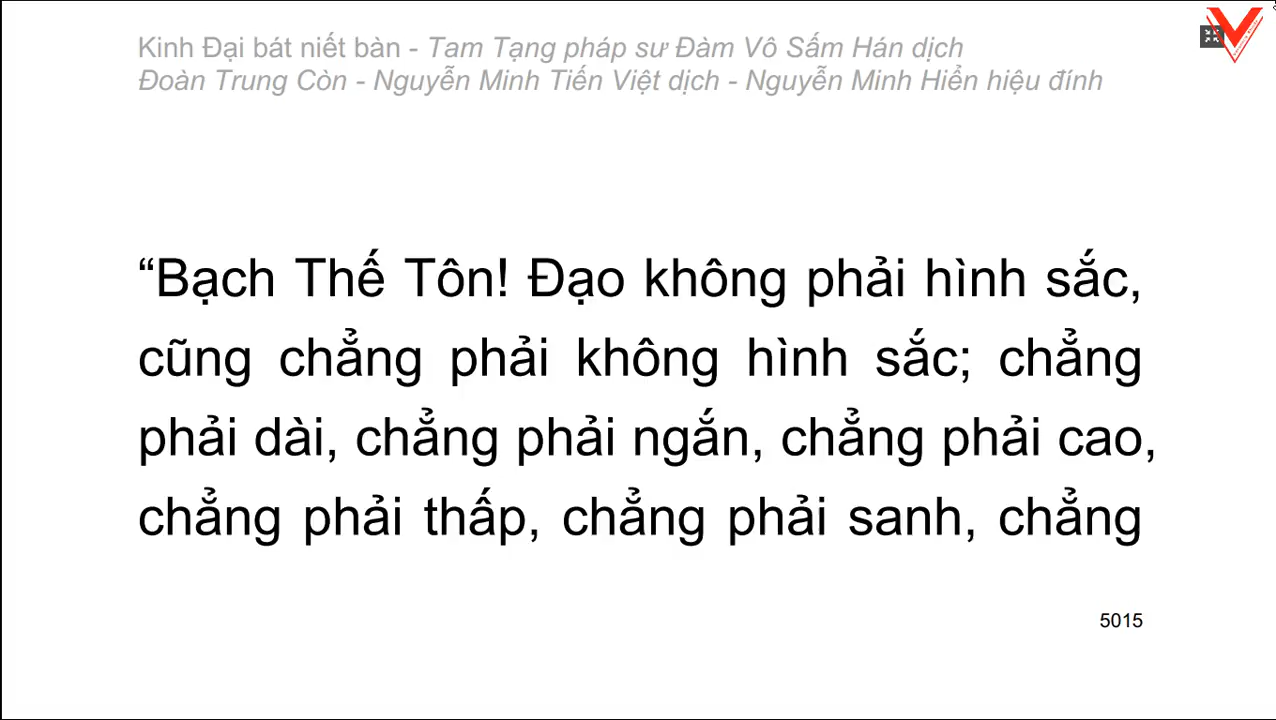 Kinh Đại bát niết bàn - Tam Tạng pháp sư Đàm Vô Sấm Hán dịch
Đoàn Trung Còn - Nguyễn Minh Tiến Việt dịch - Nguyễn Minh Hiển hiệu đính
“Bạch Thế Tôn! Đạo không phải hình sắc,
cũng chẳng phải không hình sắc; chẳng
phải dài, chẳng phải ngắn, chẳng phải cao,
chẳng phải thấp, chẳng phải sanh, chẳng
5015